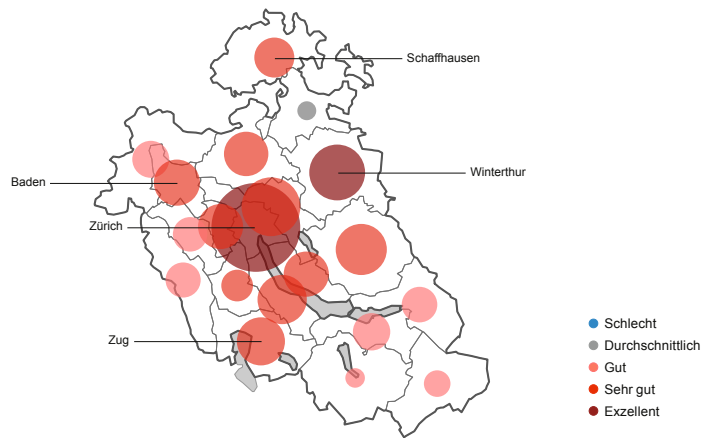 Schaffhausen
Winterthur
Baden
Zürich
Zug
Schlecht
Durchschnittlich
Gut
Sehr gut
Exzellent